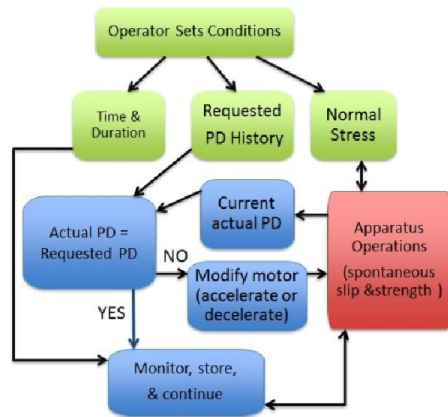 Operator Sets Conditions
Time &
Duration
Requested
PD History
Normal
Stress
Current
actual PD
Actual PD =
Requested PD
NO
Modify motor
(accelerate or
decelerate)
Apparatus
Operations
(spontaneous
slip &strength )
YES
Monitor, store,
& continue